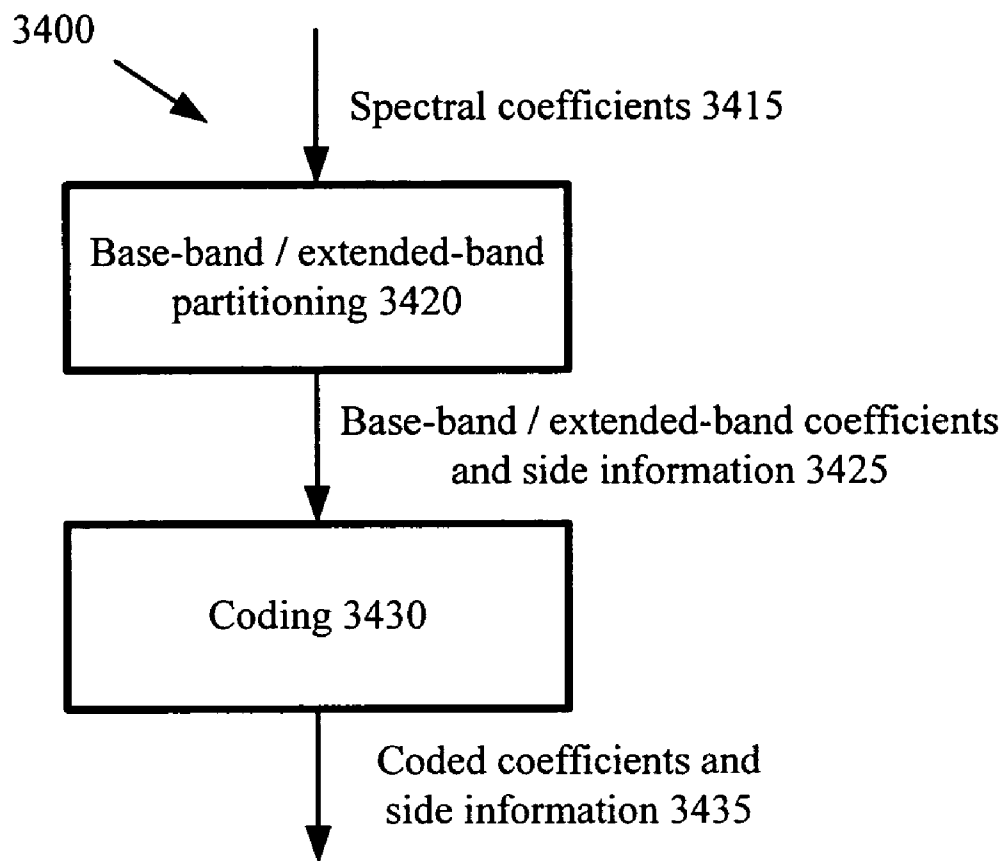 3400
Spectral coefficients 3415
Base-band / extended-band
partitioning 3420
Base-band / extended-band coefficients
and side information 3425
Coding 3430
Coded coefficients and
side information 3435